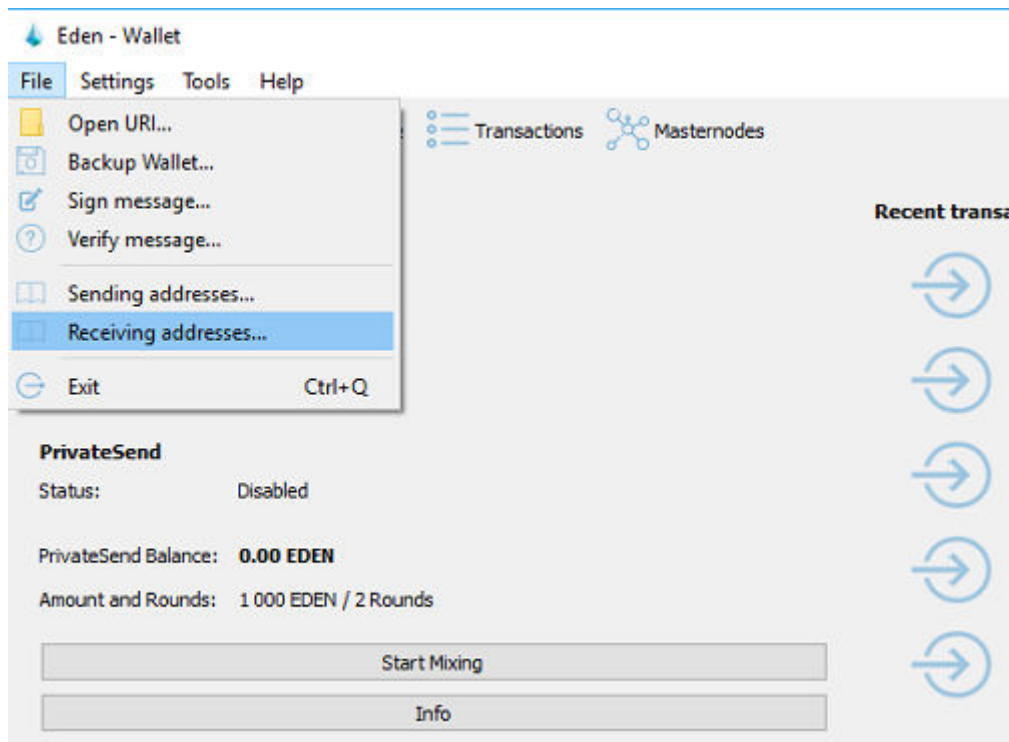 Eden - Wallet
File Settings Tools Help
Open URI...
Transactions Masternodes
Backup Wallet...
Sign message...
Verify message...
Recent transa
Sending addresses...
Receiving addresses...
Exit Ctrl+Q
PrivateSend
Status: Disabled
PrivateSend Balance: 0.00 EDEN
Amount and Rounds: 1 000 EDEN / 2 Rounds
Start Mixing
Info